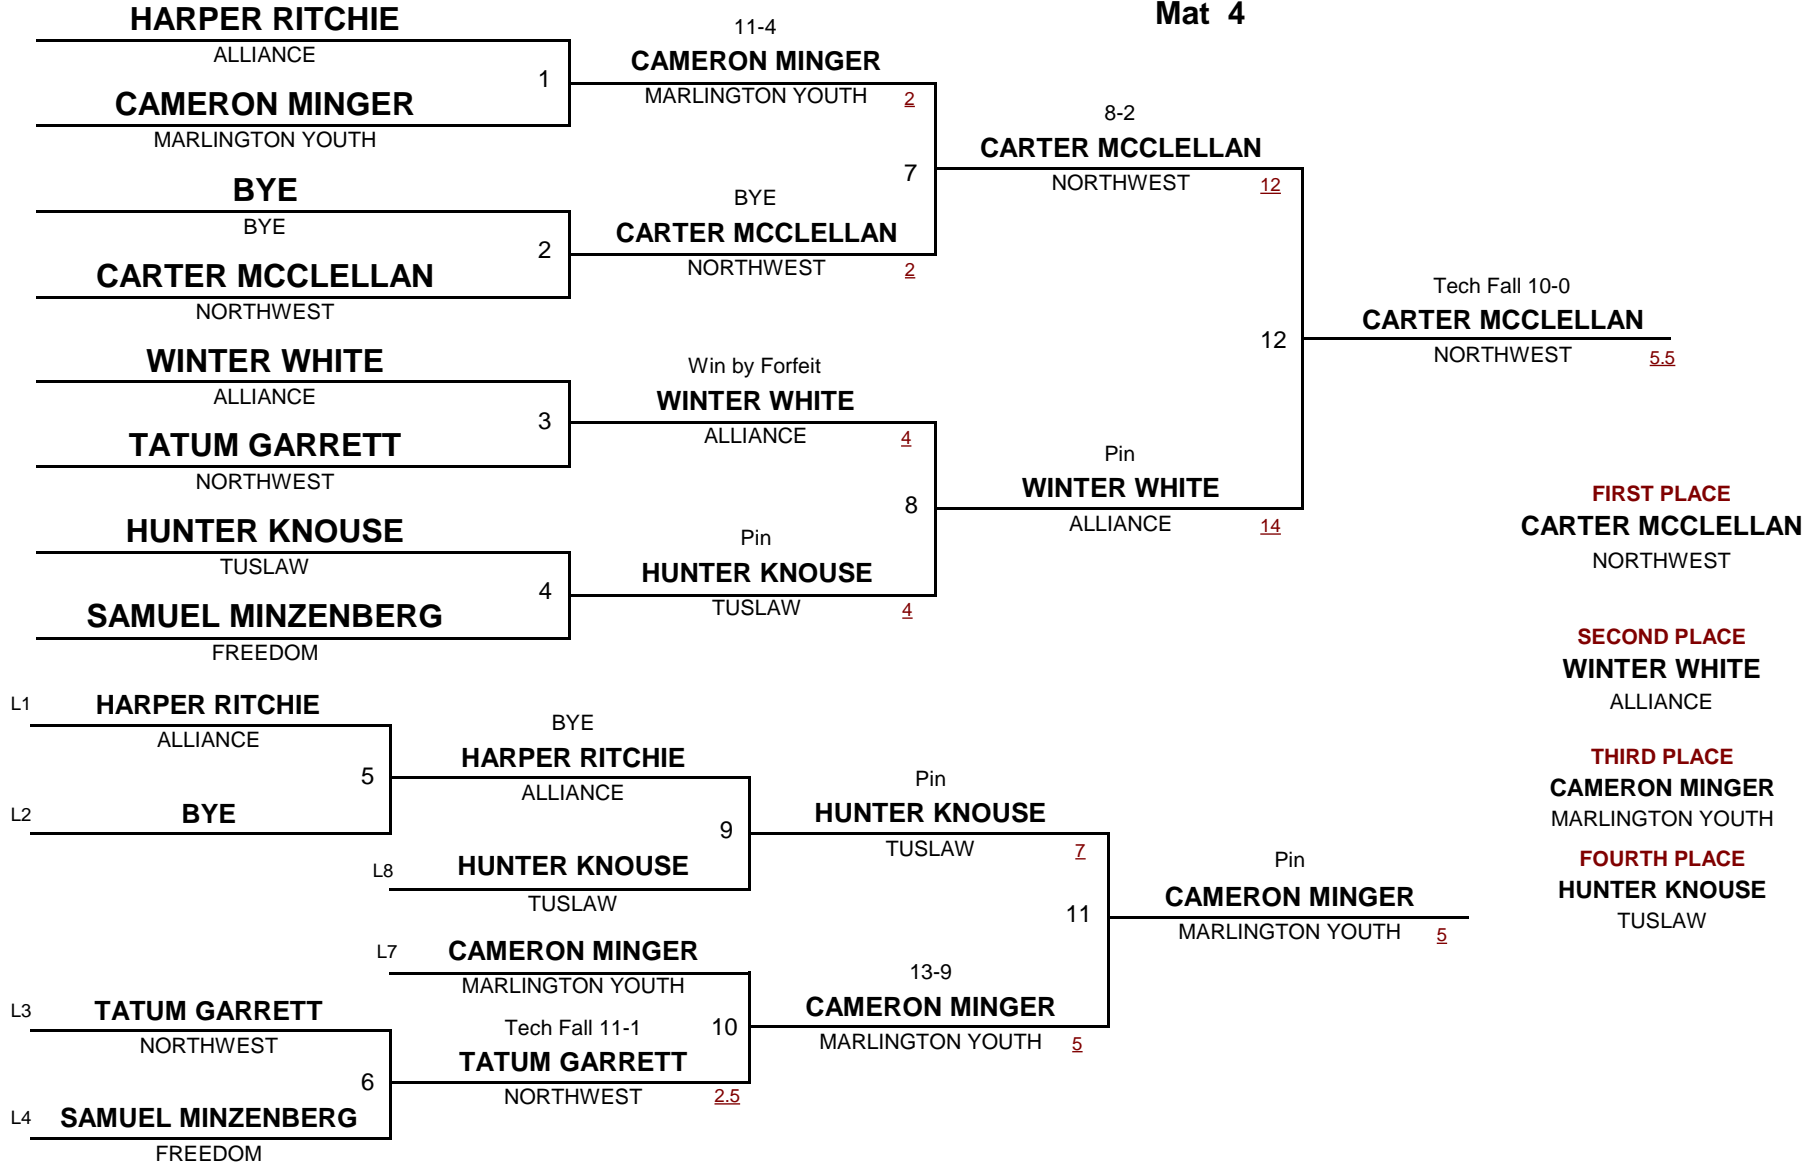 Mat 4
HARPER RITCHIE
ALLIANCE
1
CAMERON MINGER
MARLINGTON YOUTH
BYE
BYE
2
CARTER MCCLELLAN
NORTHWEST
WINTER WHITE
ALLIANCE
3
TATUM GARRETT
NORTHWEST
HUNTER KNOUSE
TUSLAW
4
SAMUEL MINZENBERG
FREEDOM
11-4
CAMERON MINGER
MARLINGTON YOUTH 2
7
BYE
CARTER MCCLELLAN
NORTHWEST 2
Win by Forfeit
WINTER WHITE
ALLIANCE 4
8
Pin
HUNTER KNOUSE
TUSLAW 4
8-2
CARTER MCCLELLAN
NORTHWEST 12
12
Pin
WINTER WHITE
ALLIANCE 14
Tech Fall 10-0
CARTER MCCLELLAN
NORTHWEST 5.5
L1 HARPER RITCHIE
ALLIANCE
5
L2 BYE
L3 TATUM GARRETT
NORTHWEST
6
L4 SAMUEL MINZENBERG
FREEDOM
BYE
HARPER RITCHIE
ALLIANCE
9
L8 HUNTER KNOUSE
TUSLAW
L7 CAMERON MINGER
MARLINGTON YOUTH
Tech Fall 11-1 10
TATUM GARRETT
NORTHWEST 2.5
Pin
HUNTER KNOUSE
TUSLAW 7
11
13-9
CAMERON MINGER
MARLINGTON YOUTH 5
Pin
CAMERON MINGER
MARLINGTON YOUTH 5
FIRST PLACE
CARTER MCCLELLAN
NORTHWEST
SECOND PLACE
WINTER WHITE
ALLIANCE
THIRD PLACE
CAMERON MINGER
MARLINGTON YOUTH
FOURTH PLACE
HUNTER KNOUSE
TUSLAW